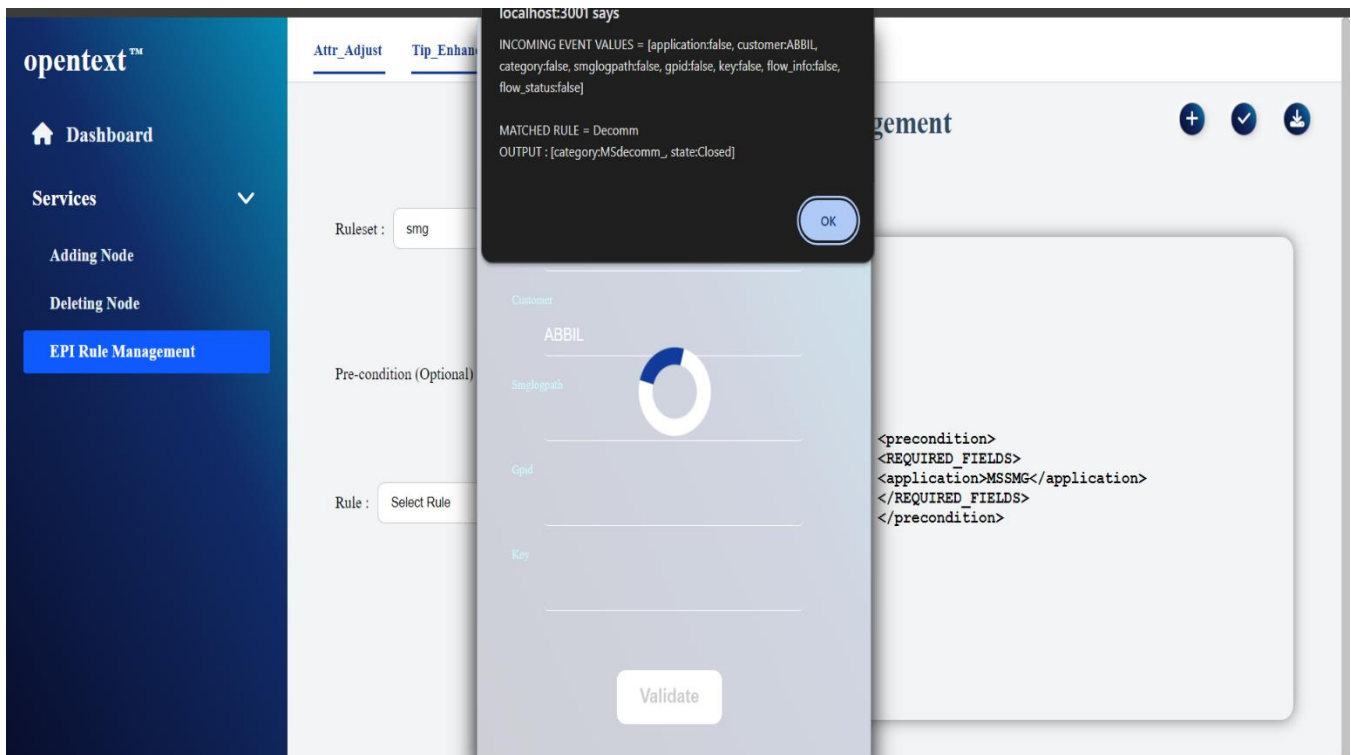 opentext™
Dashboard
Services
Adding Node
Deleting Node
EPI Rule Management
Attr_Adjust
Ruleset :
smg
Pre-condition (Optional)
Rule :
Select Rule
localhost:3001 says
INCOMING EVENT VALUES = [application:false, customer:ABBIL,
category:false, smglogpath:false, gpid:false, key:false, flow_info:false,
flow_status:false]
MATCHED RULE = Decomm
OUTPUT : [category:MSdecomm_, state:Closed]
OK
Customer
ABBIL
Smglogpath
Gpid
Key
Validate
<precondition>
<REQUIRED_FIELDS>
<application>MSSMG</application>
</REQUIRED_FIELDS>
</precondition>